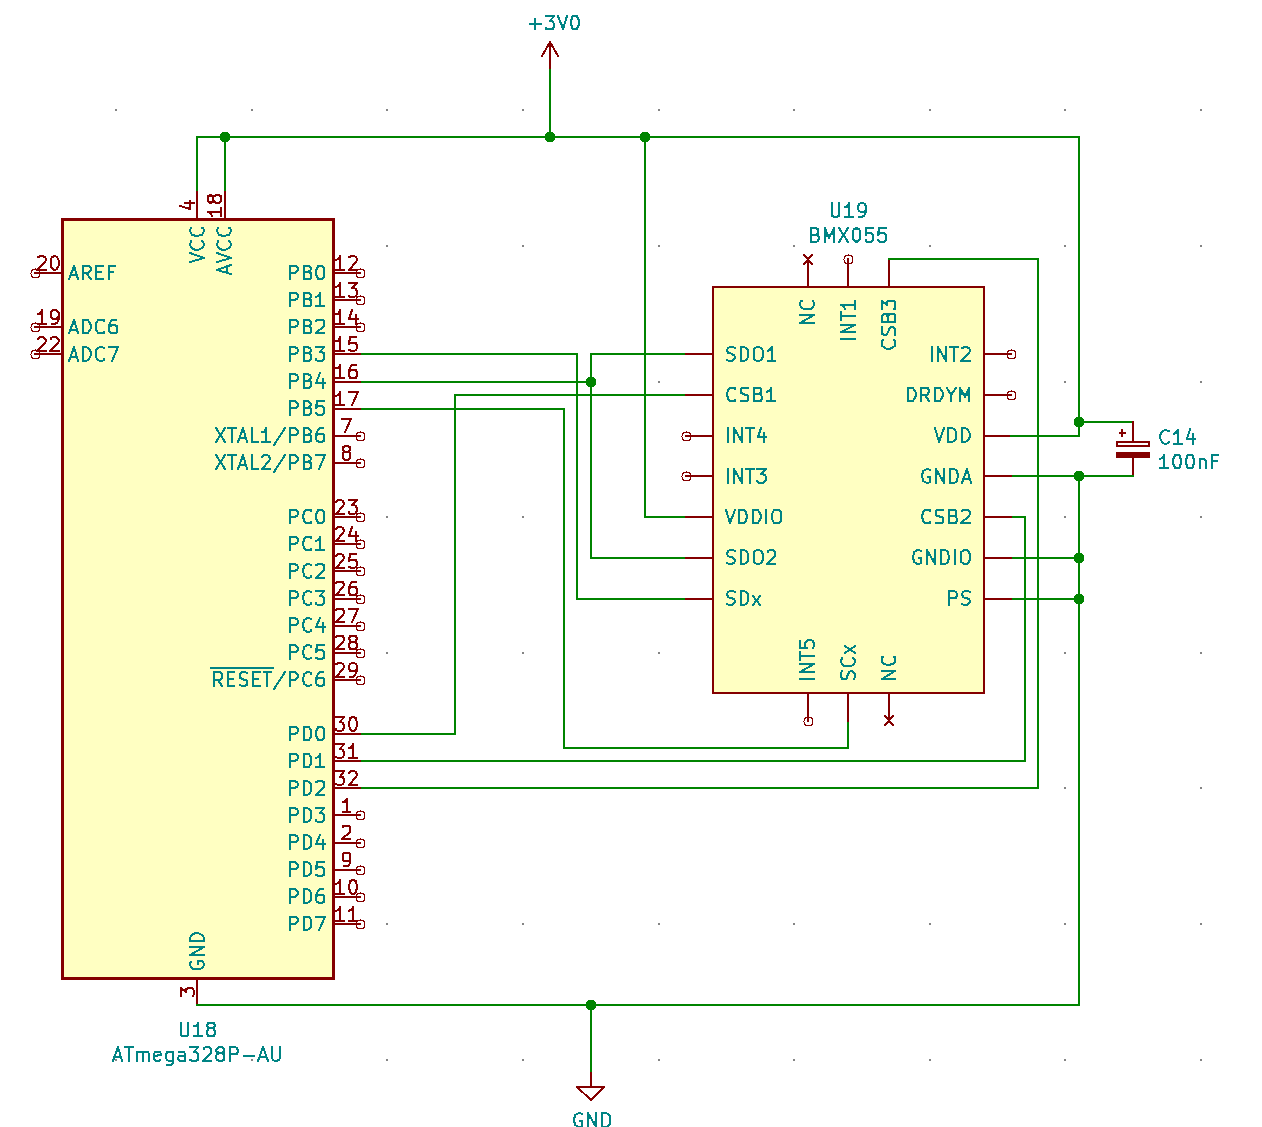 +3V0
4
18
VCC
AVCC
20
AREF
19
ADC6
22
ADC7
PB0
12
PB1
13
PB2
14
PB3
15
PB4
16
PB5
17
XTAL1/PB6
7
XTAL2/PB7
8
PC0
23
PC1
24
PC2
25
PC3
26
PC4
27
PC5
28
RESET/PC6
29
PD0
30
PD1
31
PD2
32
PD3
1
PD4
2
PD5
9
PD6
10
PD7
11
GND
3
U18
ATmega328P-AU
U19
BMX055
NC
INT1
CSB3
SDO1
CSB1
INT4
INT3
VDDIO
SDO2
SDx
INT2
DRDYM
VDD
GNDA
CSB2
GNDIO
PS
INT5
SCx
NC
+
C14
100nF
GND